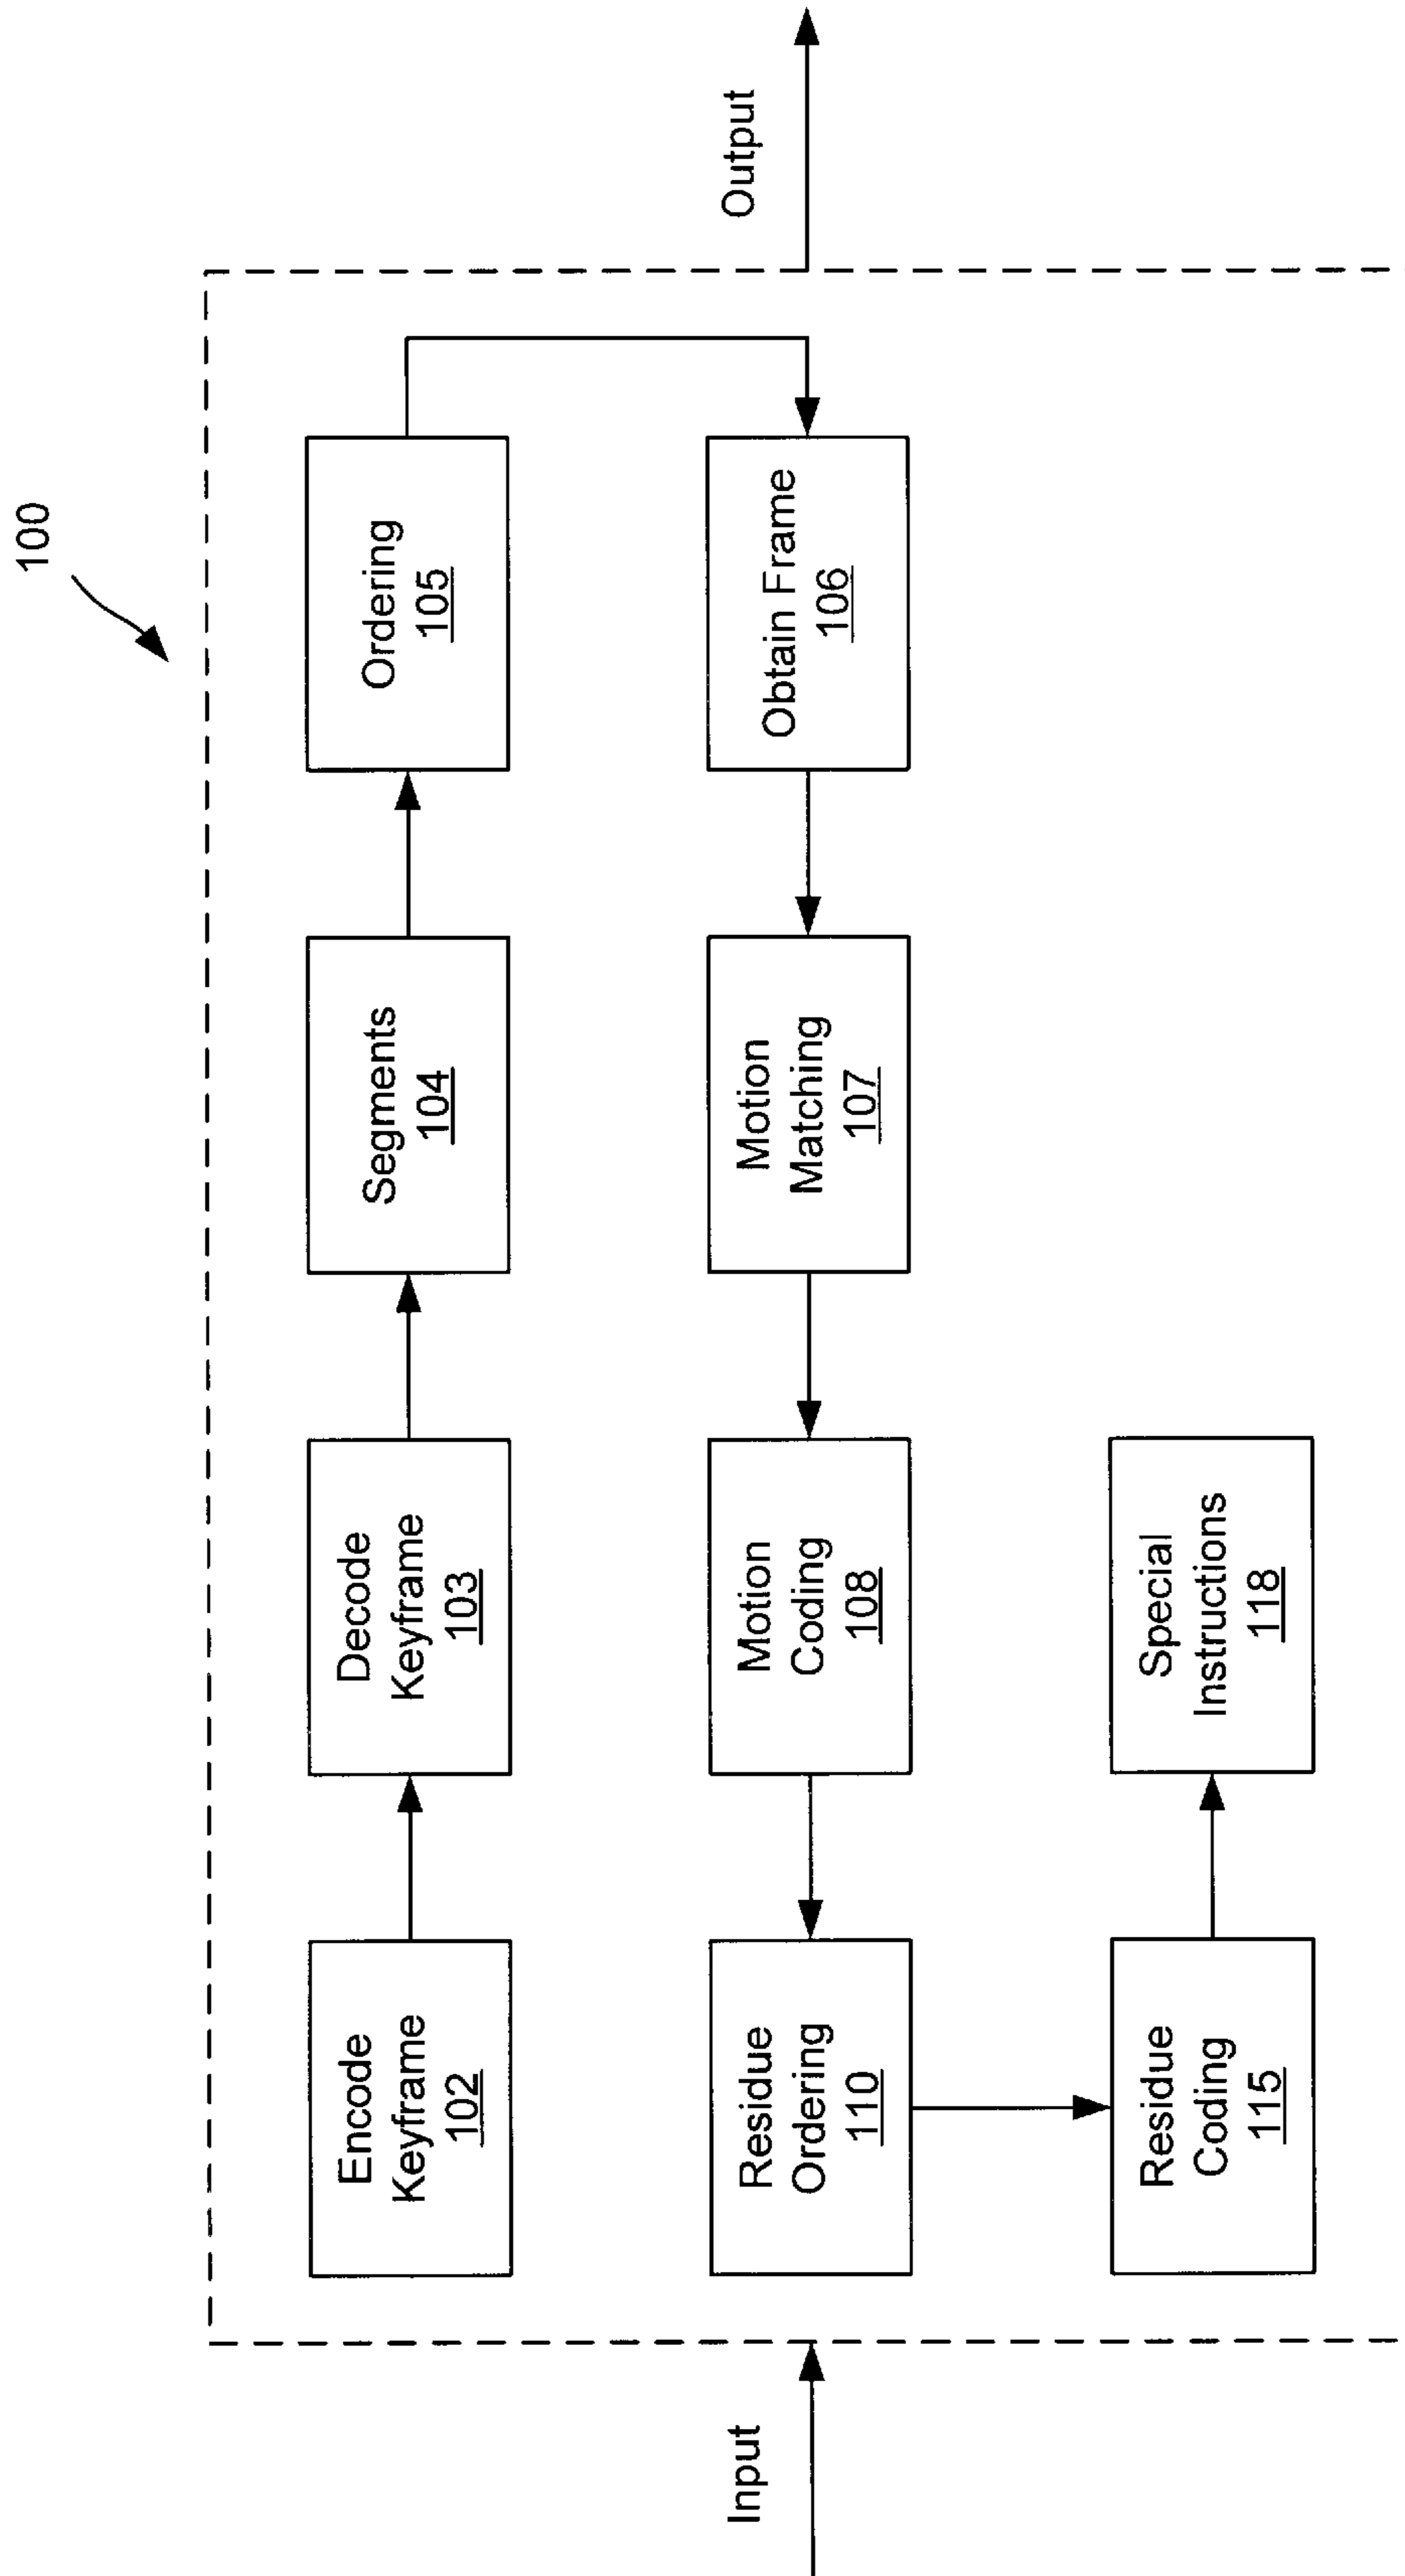 100
Input
Encode
Keyframe
102
Decode
Keyframe
103
Segments
104
Ordering
105
Residue
Ordering
110
Motion
Coding
108
Motion
Matching
107
Obtain Frame
106
Residue
Coding
115
Special
Instructions
118
Output